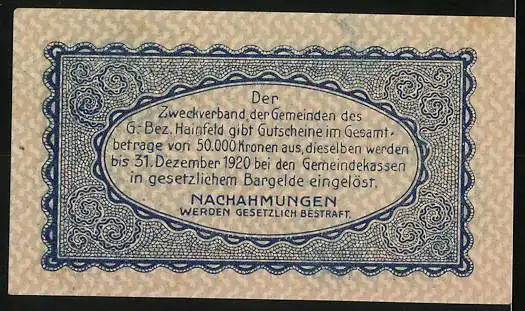 Der
Zweckverband, der Gemeinden des
G.-Bez. Hainfeld gibt Gutscheine im Gesamt-
betrage von 50.000 Kronen aus, dieselben werden
bis 31. Dezember 1920 bei den Gemeindekassen
in gesetzlichem Bargelde eingelöst.
NACHAHMUNGEN
WERDEN GESETZLICH BESTRAFT.